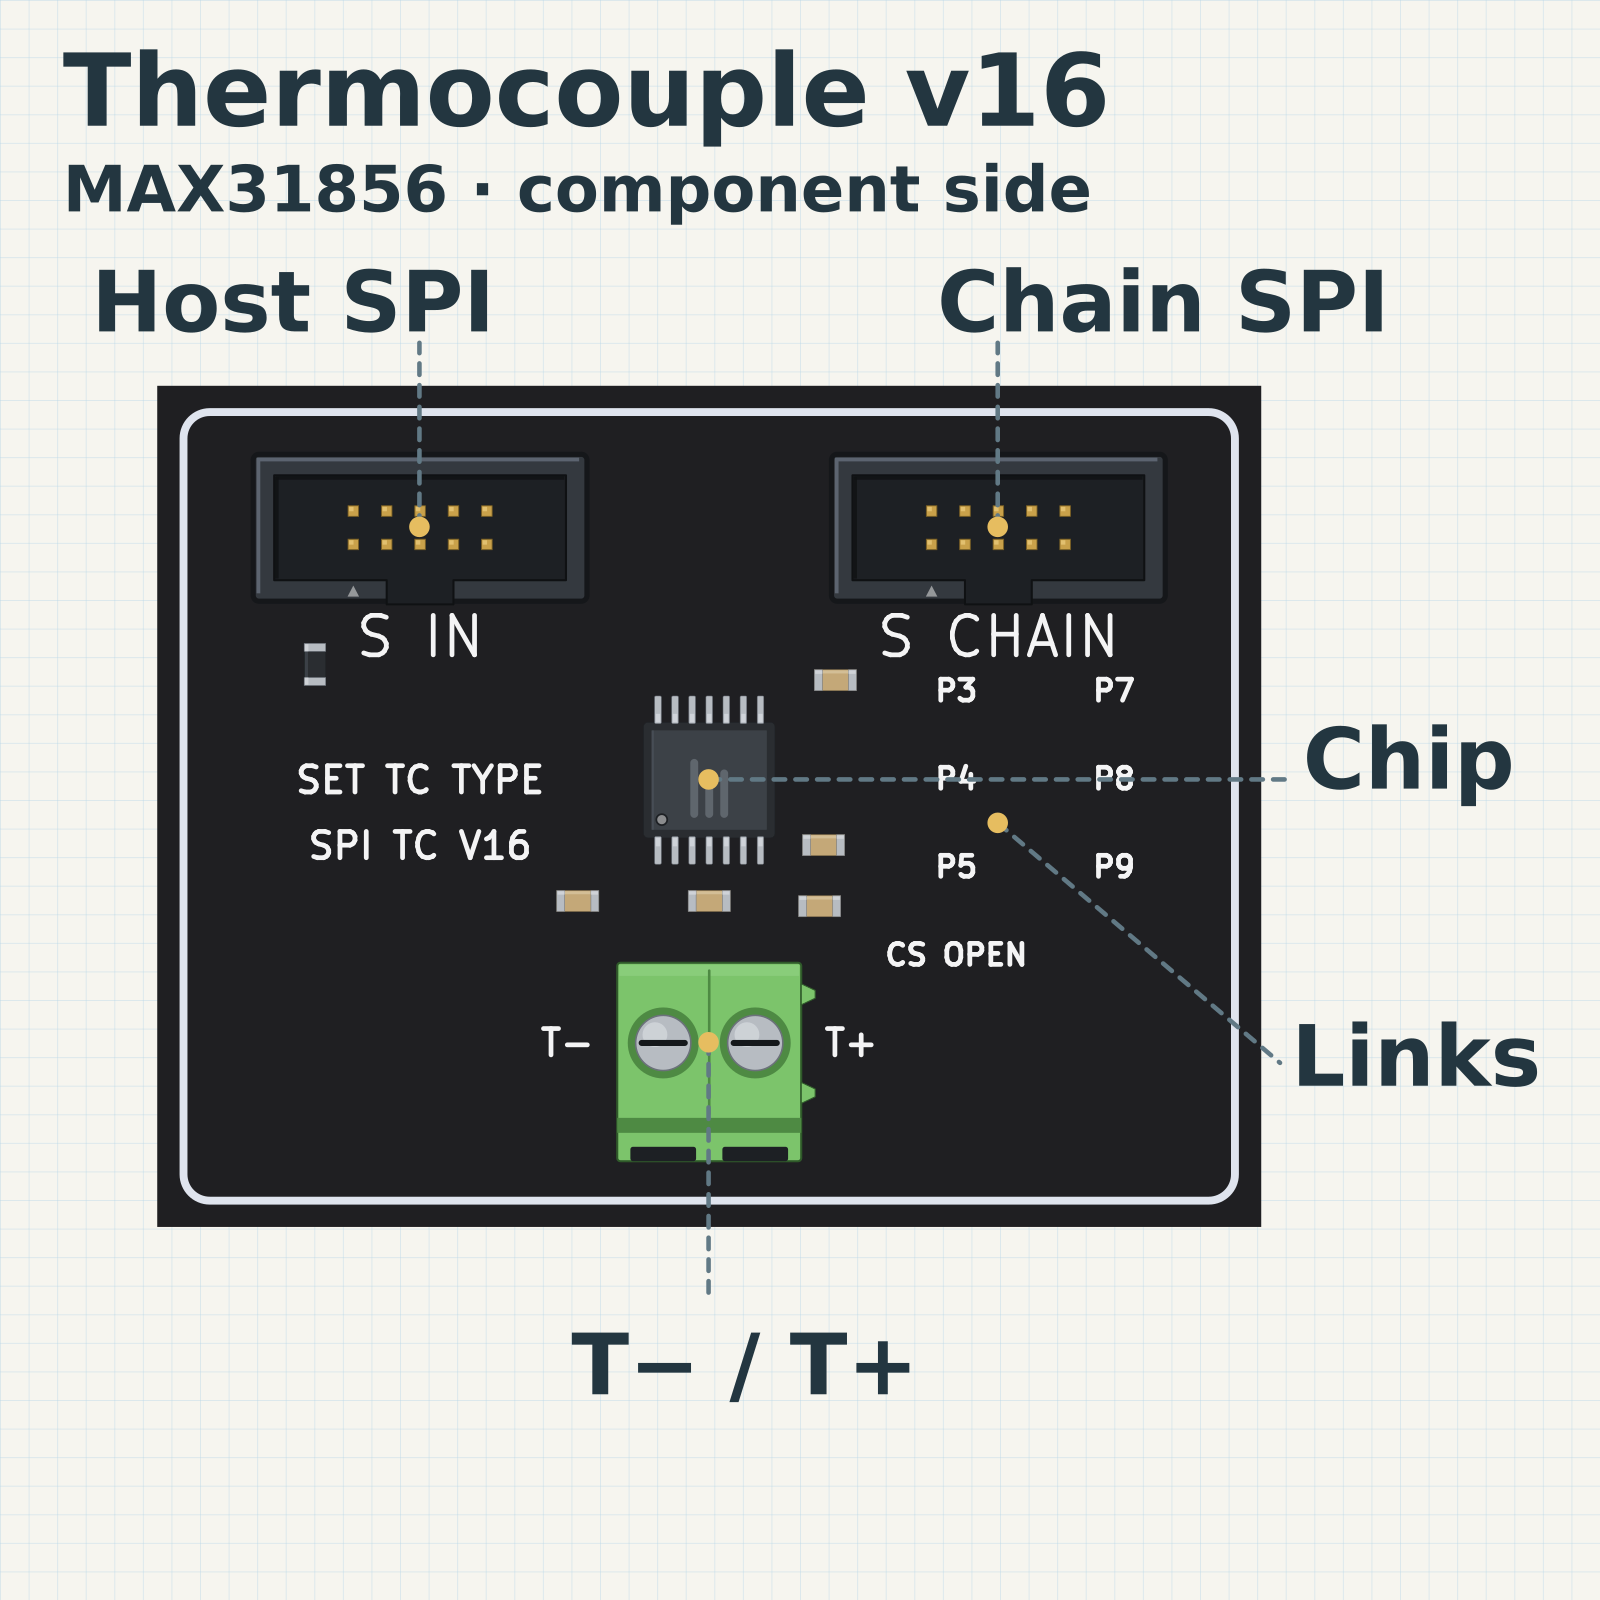 Thermocouple v16
MAX31856 · component side
Host SPI
Chain SPI
S IN
S CHAIN
P3 P7
SET TC TYPE
P4 P8
Chip
SPI TC V16
P5 P9
CS OPEN
T− T+
Links
T− / T+